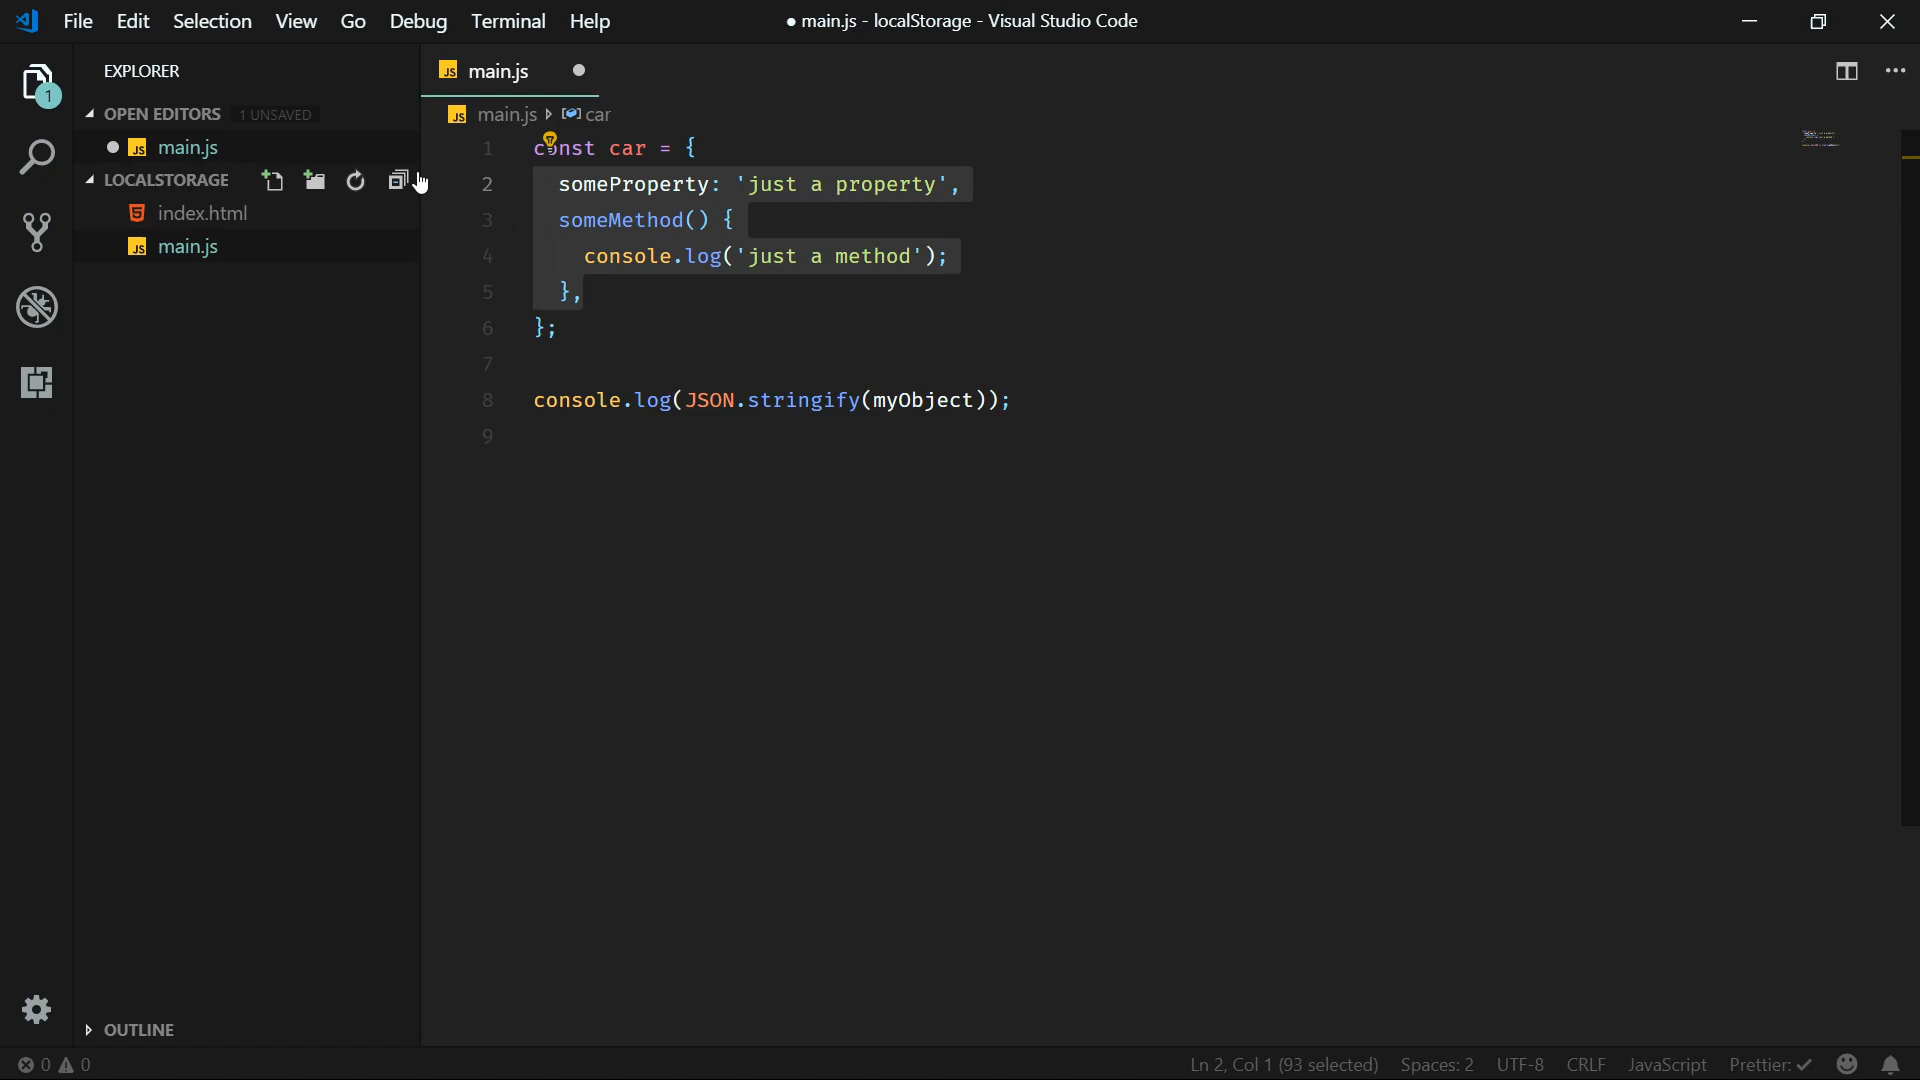 File Edit Selection View Go Debug Terminal Help
● main.js - localStorage - Visual Studio Code
EXPLORER
OPEN EDITORS 1 UNSAVED
main.js
LOCALSTORAGE
index.html
main.js
OUTLINE
1
JS main.js
JS main.js car
1 const car = {
2 someProperty: 'just a property',
3 someMethod() {
4 console.log('just a method');
5 },
6 };
7
8 console.log(JSON.stringify(myObject));
9
0 0
Ln 2, Col 1 (93 selected) Spaces: 2 UTF-8 CRLF JavaScript Prettier: ✓